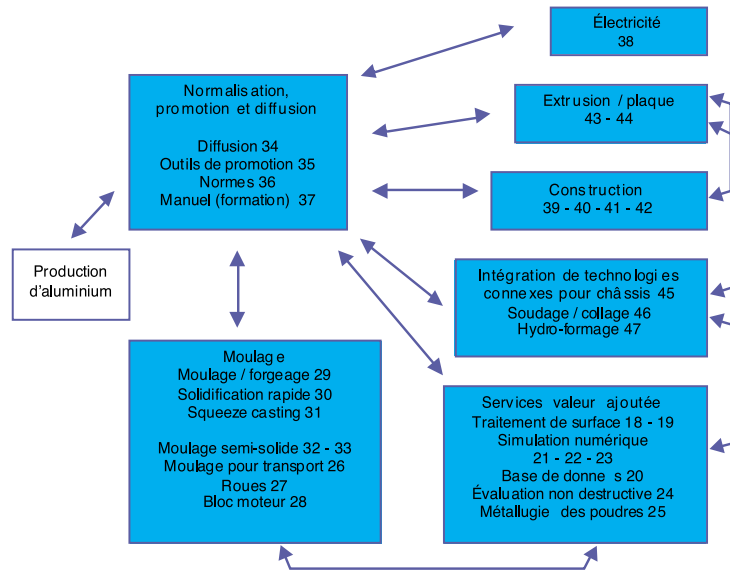 Électricité
38
Normalisation,
promotion et diffusion
Diffusion 34
Outils de promotion 35
Normes 36
Manuel (formation) 37
Extrusion / plaque
43 - 44
Construction
39 - 40 - 41 - 42
Production
d'aluminium
Intégration de technologies
connexes pour châssis 45
Soudage / collage 46
Hydro-formage 47
Moulage
Moulage / forgeage 29
Solidification rapide 30
Squeeze casting 31
Moulage semi-solide 32 - 33
Moulage pour transport 26
Roues 27
Bloc moteur 28
Services valeur ajoutée
Traitement de surface 18 - 19
Simulation numérique
21 - 22 - 23
Base de donne s 20
Évaluation non destructive 24
Métallugie des poudres 25